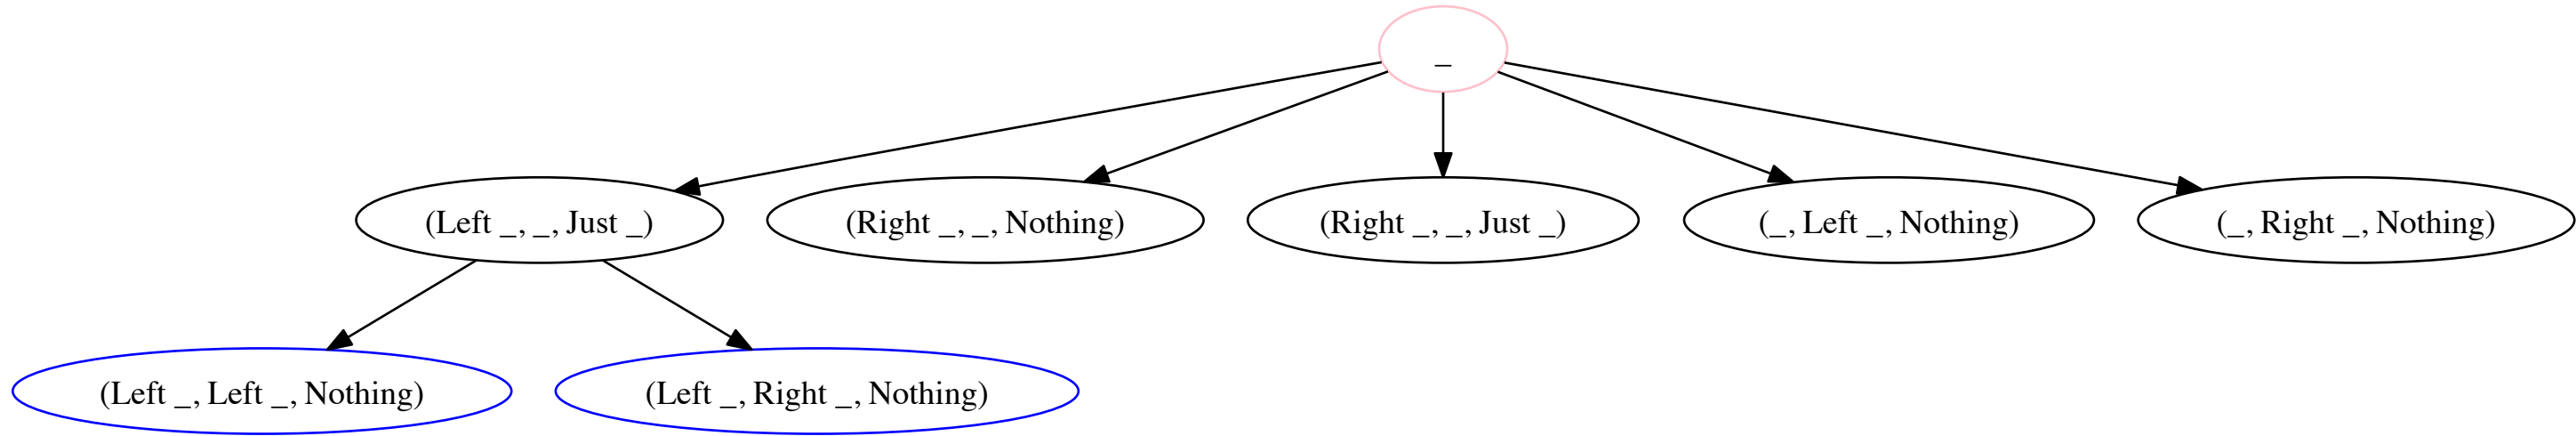 _
(Left _, _, Just _)
(Right _, _, Nothing)
(Right _, _, Just _)
(_, Left _, Nothing)
(_, Right _, Nothing)
(Left _, Left _, Nothing)
(Left _, Right _, Nothing)